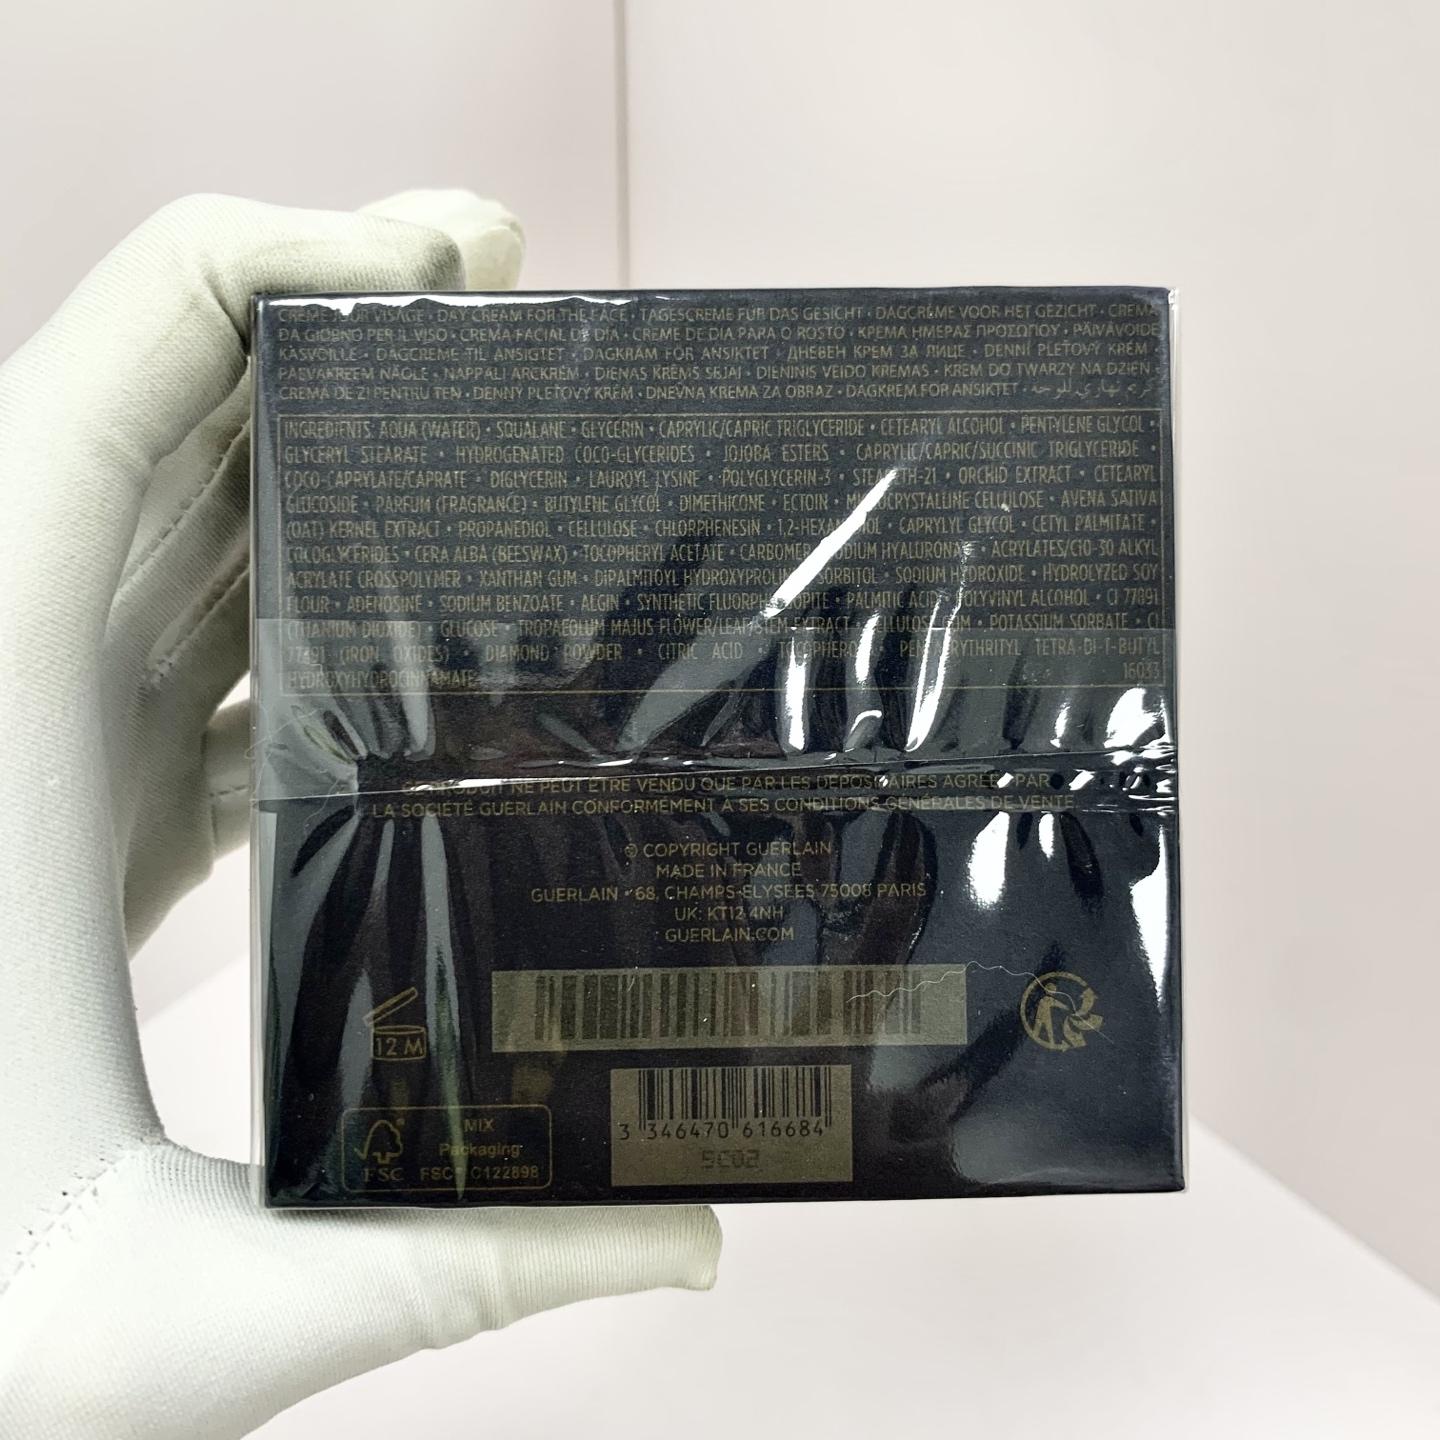 CRÈME JOUR VISAGE • DAY CREAM FOR THE FACE • TAGESCREME FÜR DAS GESICHT • DAGCRÈME VOOR HET GEZICHT • CREMA
DA GIORNO PER IL VISO • CREMA FACIAL DE DIA • CREME DE DIA PARA O ROSTO • ΚΡΕΜΑ ΗΜΕΡΑΣ ΠΡΟΣΩΠΟΥ • PÄIVÄVOIDE
KASVOILLE • DAGCREME TIL ANSIGTET • DAGKRÄM FÖR ANSIKTET • ДНЕВЕН КРЕМ ЗА ЛИЦЕ • DENNÍ PLEŤOVÝ KRÉM •
PÄEVAKREEM NÄOLE • NAPPALI ARCKRÉM • DIENAS KRĒMS SEJAI • DIENINIS VEIDO KREMAS • KREM DO TWARZY NA DZIEŃ
CREMA DE ZI PENTRU TEN • DENNÝ PLEŤOVÝ KRÉM • DNEVNA KREMA ZA OBRAZ • DAGKREM FOR ANSIKTET • كريم نهاري للوجه
INGREDIENTS: AQUA (WATER) • SQUALANE • GLYCERIN • CAPRYLIC/CAPRIC TRIGLYCERIDE • CETEARYL ALCOHOL • PENTYLENE GLYCOL •
GLYCERYL STEARATE • HYDROGENATED COCO-GLYCERIDES • JOJOBA ESTERS • CAPRYLIC/CAPRIC/SUCCINIC TRIGLYCERIDE
COCO-CAPRYLATE/CAPRATE • DIGLYCERIN • LAUROYL LYSINE • POLYGLYCERIN-3 • STEARETH-21 • ORCHID EXTRACT • CETEARYL
GLUCOSIDE • PARFUM (FRAGRANCE) • BUTYLENE GLYCOL • DIMETHICONE • ECTOIN • MICROCRYSTALLINE CELLULOSE • AVENA SATIVA
(OAT) KERNEL EXTRACT • PROPANEDIOL • CELLULOSE • CHLORPHENESIN • 1,2-HEXANEDIOL • CAPRYLYL GLYCOL • CETYL PALMITATE •
COCOGLYCERIDES • CERA ALBA (BEESWAX) • TOCOPHERYL ACETATE • CARBOMER • SODIUM HYALURONATE • ACRYLATES/C10-30 ALKYL
ACRYLATE CROSSPOLYMER • XANTHAN GUM • DIPALMITOYL HYDROXYPROLINE • SORBITOL • SODIUM HYDROXIDE • HYDROLYZED SOY
FLOUR • ADENOSINE • SODIUM BENZOATE • ALGIN • SYNTHETIC FLUORPHLOGOPITE • PALMITIC ACID • POLYVINYL ALCOHOL • CI 77891
(TITANIUM DIOXIDE) • GLUCOSE • TROPAEOLUM MAJUS FLOWER/LEAF/STEM EXTRACT • CELLULOSE GUM • POTASSIUM SORBATE • CI
77491 (IRON OXIDES) • DIAMOND POWDER • CITRIC ACID • TOCOPHEROL • PENTAERYTHRITYL TETRA-DI-T-BUTYL
HYDROXYHYDROCINNAMATE 16033
CE PRODUIT NE PEUT ÊTRE VENDU QUE PAR LES DÉPOSITAIRES AGRÉÉS PAR
LA SOCIÉTÉ GUERLAIN CONFORMÉMENT À SES CONDITIONS GÉNÉRALES DE VENTE
© COPYRIGHT GUERLAIN
MADE IN FRANCE
GUERLAIN • 68, CHAMPS-ELYSEES 75008 PARIS
UK: KT12 4NH
GUERLAIN.COM
12 M
3 346470 616684
MIX
Packaging
FSC FSC® C122898